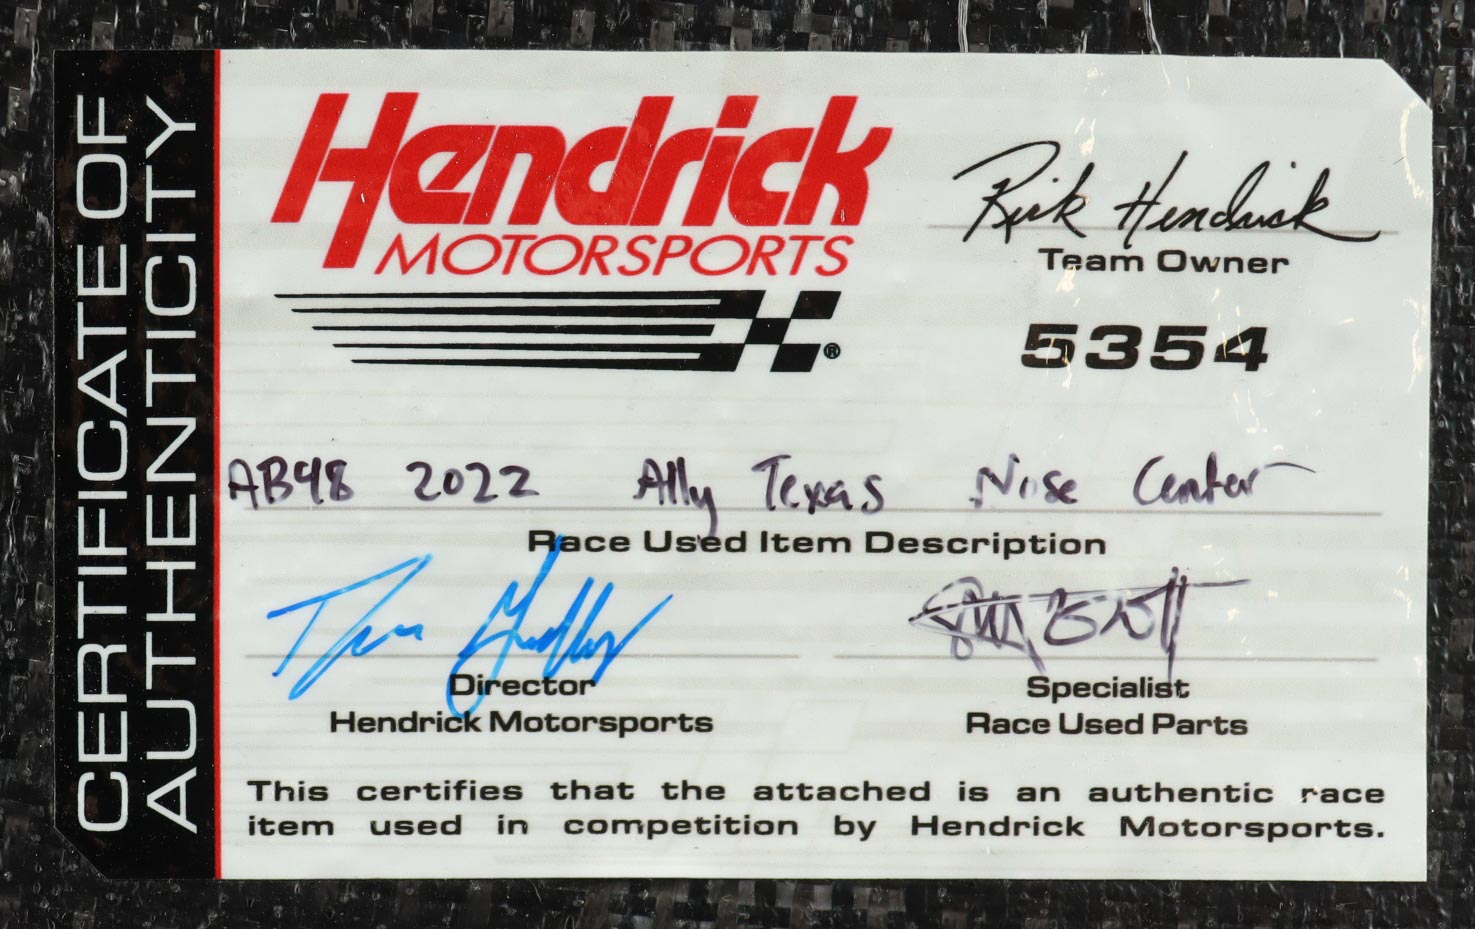 CERTIFICATE OF
AUTHENTICITY
Hendrick
MOTORSPORTS
®
Rick Hendrick
Team Owner
5354
AB48 2022 Ally Texas Nose Center
Race Used Item Description
Director
Hendrick Motorsports
Specialist
Race Used Parts
This certifies that the attached is an authentic race
item used in competition by Hendrick Motorsports.